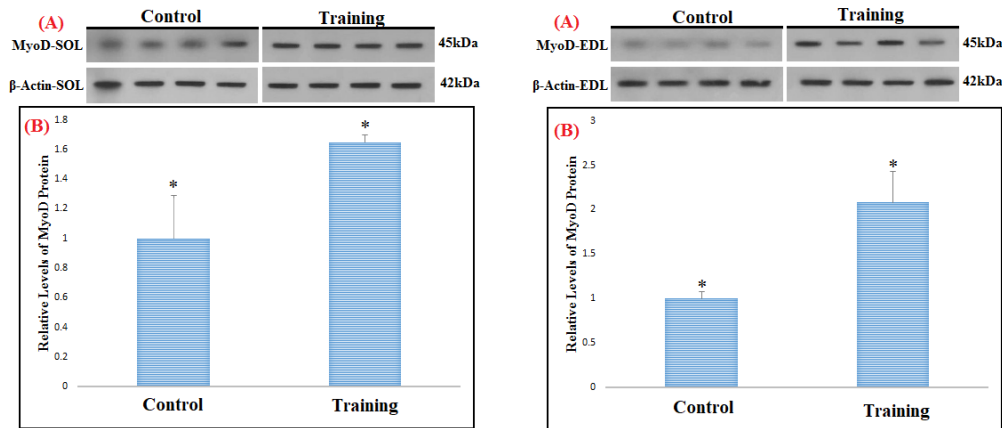 (A) Control Training
MyoD-SOL 45kDa
β-Actin-SOL 42kDa
(B)
Relative Levels of MyoD Protein
1.8
1.6
1.4
1.2
1
0.8
0.6
0.4
0.2
0
* *
Control Training
(A) Control Training
MyoD-EDL 45kDa
β-Actin-EDL 42kDa
(B)
Relative Levels of MyoD Protein
3
2.5
2
1.5
1
0.5
0
* *
Control Training